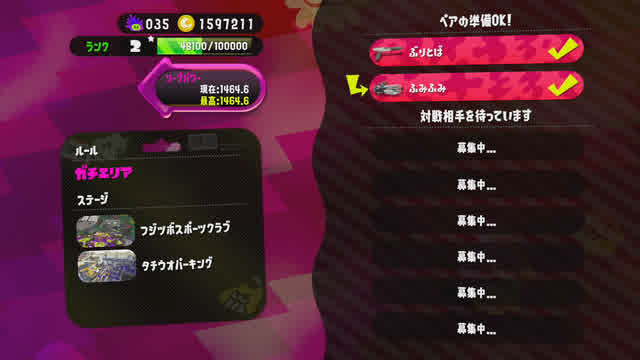 035 1597211
ランク 2 48100/100000
リーグパワー
現在:1464.6
最高:1464.6
ルール
ガチエリア
ステージ
フジツボスポーツクラブ
タチウオパーキング
ペアの準備OK!
ぷりとぱ
ふみふみ
対戦相手を待っています
募集中...
募集中...
募集中...
募集中...
募集中...
募集中...